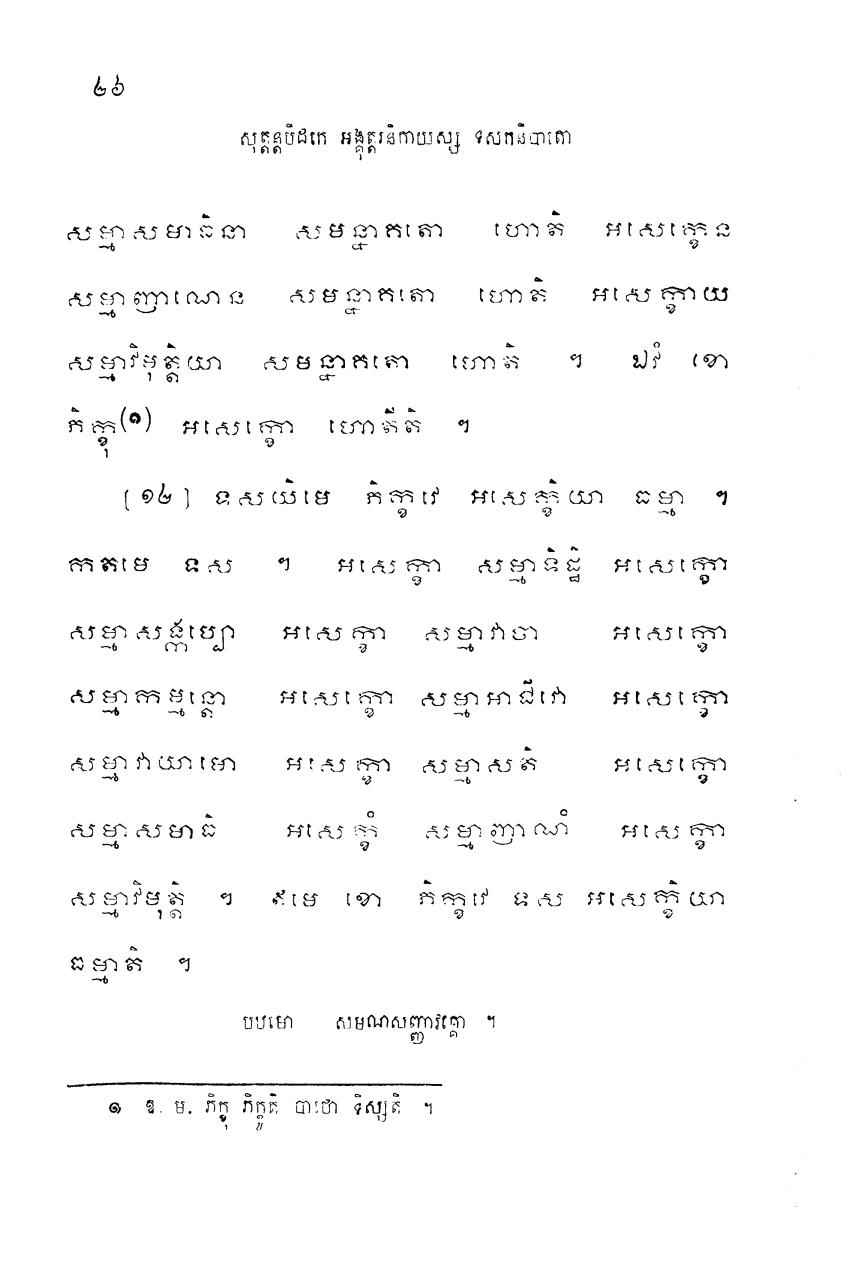 ២៦
សុត្តន្តបិដកេ អង្គុត្តរនិកាយស្ស ទសកនិបាតោ
សម្មាសមាធិនា សមន្នាគតោ ហោតិ អសេក្ខេន
សម្មាញាណេន សមន្នាគតោ ហោតិ អសេក្ខាយ
សម្មាវិមុត្តិយា សមន្នាគតោ ហោតិ ។ ឯវំ ខោ
ភិក្ខុ(១) អសេក្ខោ ហោតីតិ ។
[១២] ទសយិមេ ភិក្ខវេ អសេក្ខិយា ធម្មា ។
កតមេ ទស ។ អសេក្ខា សម្មាទិដ្ឋិ អសេក្ខោ
សម្មាសង្កប្បោ អសេក្ខា សម្មាវាចា អសេក្ខោ
សម្មាកម្មន្តោ អសេក្ខោ សម្មាអាជីវោ អសេក្ខោ
សម្មាវាយាមោ អសេក្ខា សម្មាសតិ អសេក្ខោ
សម្មាសមាធិ អសេក្ខំ សម្មាញាណំ អសេក្ខា
សម្មាវិមុត្តិ ។ ឥមេ ខោ ភិក្ខវេ ទស អសេក្ខិយា
ធម្មាតិ ។
បឋមោ សមណសញ្ញាវគ្គោ ។
១ ឱ. ម. ភិក្ខុ ភិក្ខូតិ បាឋោ ទិស្សតិ ។